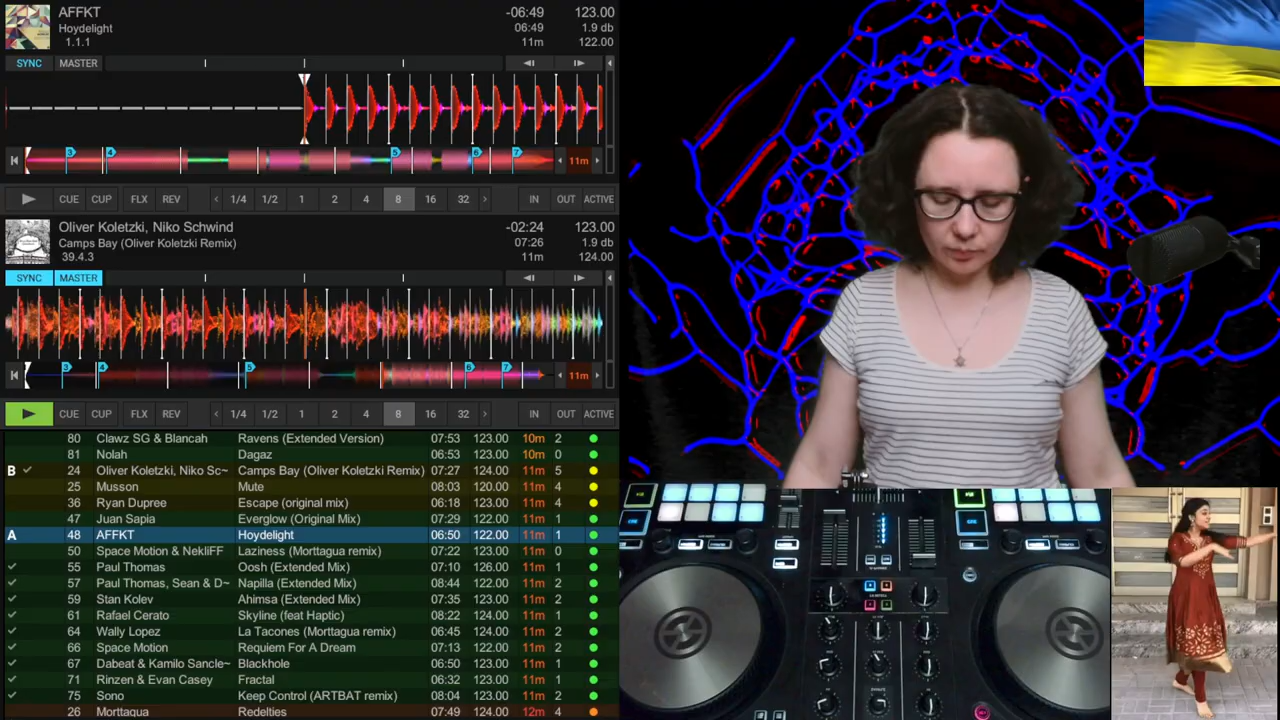 AFFKT -06:49 123.00
Hoydelight 06:49 1.9 db
1.1.1 11m 122.00
SYNC MASTER
3 4 5 6 7 11m
CUE CUP FLX REV 1/4 1/2 1 2 4 8 16 32 IN OUT ACTIVE
Oliver Koletzki, Niko Schwind -02:24 123.00
Camps Bay (Oliver Koletzki Remix) 07:26 1.9 db
39.4.3 11m 124.00
SYNC MASTER
3 4 5 6 7 11m
CUE CUP FLX REV 1/4 1/2 1 2 4 8 16 32 IN OUT ACTIVE
80 Clawz SG & Blancah Ravens (Extended Version) 07:53 123.00 10m 2
81 Nolah Dagaz 06:53 123.00 10m 0
B 24 Oliver Koletzki, Niko Sc~ Camps Bay (Oliver Koletzki Remix) 07:27 124.00 11m 5
25 Musson Mute 08:03 120.00 11m 4
36 Ryan Dupree Escape (original mix) 06:18 123.00 11m 4
47 Juan Sapia Everglow (Original Mix) 07:29 122.00 11m 1
A 48 AFFKT Hoydelight 06:50 122.00 11m 1
50 Space Motion & NekliFF Laziness (Morttagua remix) 07:22 123.00 11m 0
55 Paul Thomas Oosh (Extended Mix) 07:10 126.00 11m 1
57 Paul Thomas, Sean & D~ Napilla (Extended Mix) 08:44 122.00 11m 2
59 Stan Kolev Ahimsa (Extended Mix) 07:35 122.00 11m 2
61 Rafael Cerato Skyline (feat Haptic) 08:22 124.00 11m 1
64 Wally Lopez La Tacones (Morttagua remix) 06:45 123.00 11m 2
66 Space Motion Requiem For A Dream 07:13 122.00 11m 2
67 Dabeat & Kamilo Sancle~ Blackhole 06:50 123.00 11m 1
71 Rinzen & Evan Casey Fractal 06:32 123.00 11m 1
75 Sono Keep Control (ARTBAT remix) 08:04 123.00 11m 2
26 Morttaqua Redelties 07:49 124.00 12m 4